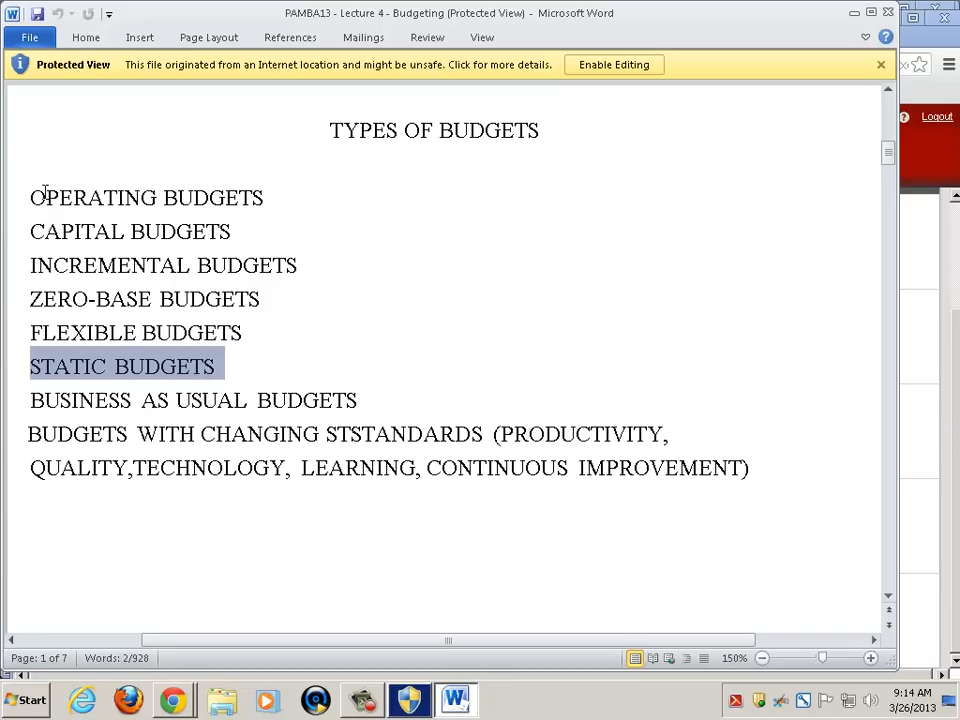 PAMBA13 - Lecture 4 - Budgeting (Protected View) - Microsoft Word
File Home Insert Page Layout References Mailings Review View
Protected View This file originated from an Internet location and might be unsafe. Click for more details. Enable Editing
Logout
TYPES OF BUDGETS
OPERATING BUDGETS
CAPITAL BUDGETS
INCREMENTAL BUDGETS
ZERO-BASE BUDGETS
FLEXIBLE BUDGETS
STATIC BUDGETS
BUSINESS AS USUAL BUDGETS
BUDGETS WITH CHANGING STSTANDARDS (PRODUCTIVITY,
QUALITY,TECHNOLOGY, LEARNING, CONTINUOUS IMPROVEMENT)
Page: 1 of 7 Words: 2/928 150%
Start 9:14 AM
3/26/2013